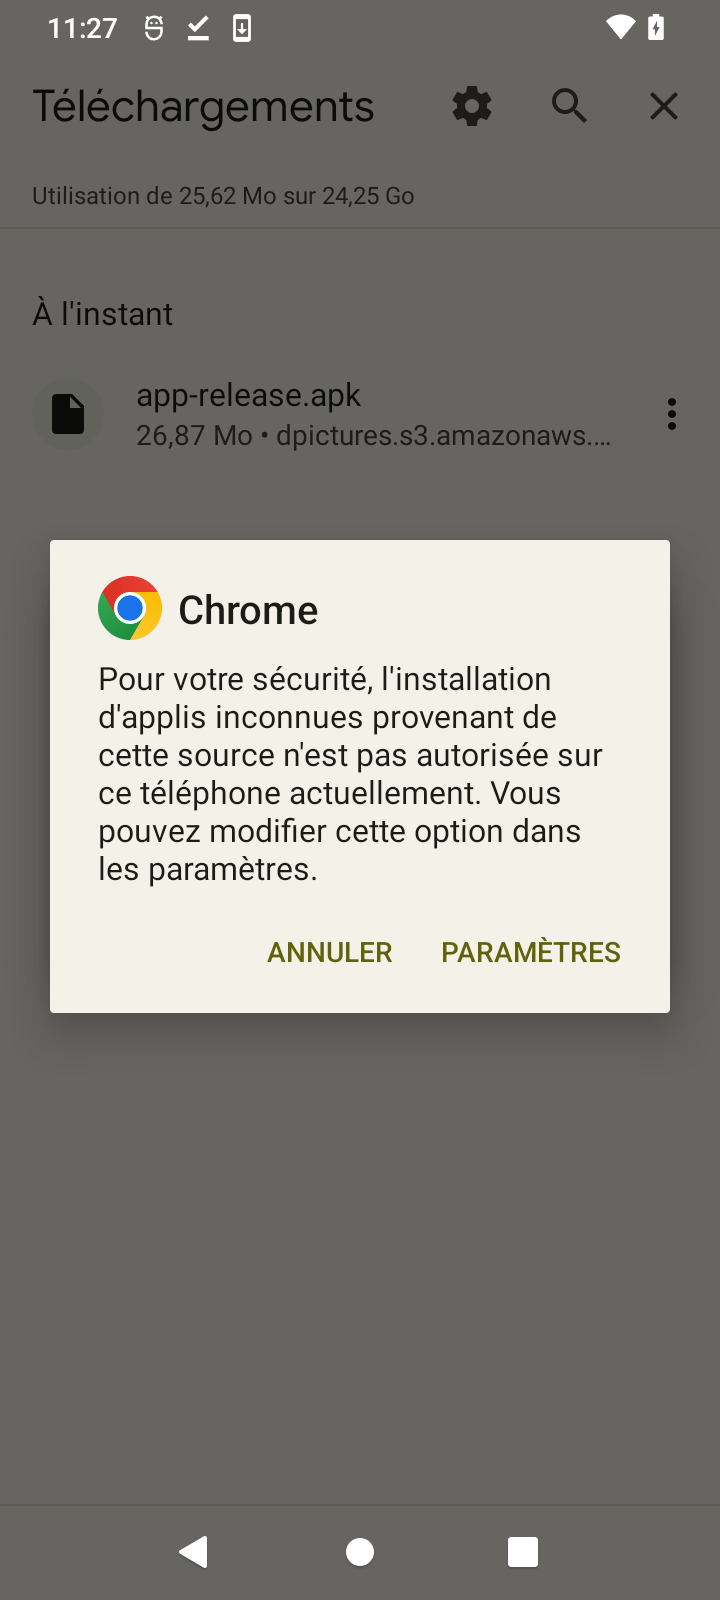 11:27
Téléchargements
Utilisation de 25,62 Mo sur 24,25 Go
À l'instant
app-release.apk
26,87 Mo • dpictures.s3.amazonaws.…
Chrome
Pour votre sécurité, l'installation
d'applis inconnues provenant de
cette source n'est pas autorisée sur
ce téléphone actuellement. Vous
pouvez modifier cette option dans
les paramètres.
ANNULER PARAMÈTRES